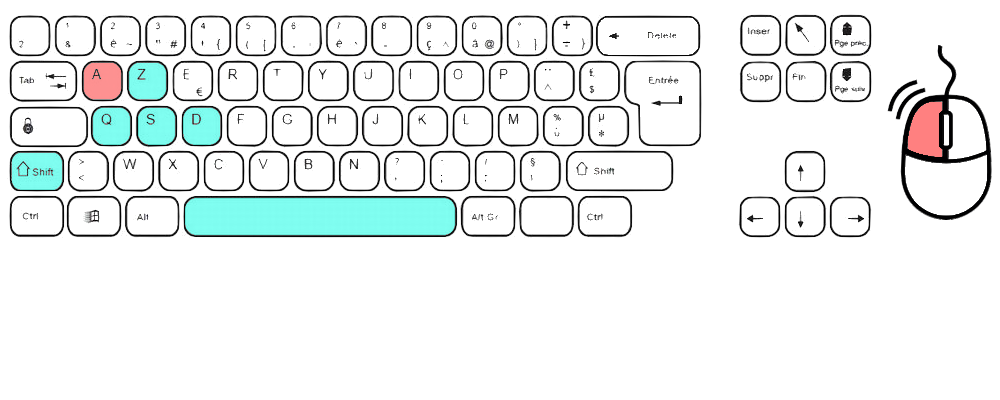 2 1 & 2 é ~ 3 " # 4 ' { 5 ( [ 6 - 7 è ` 8 9 ç ^ 0 à @ ° ) ] + = } Delete
Inser Pge préc.
Tab A Z E € R T Y U I O P ¨ ^ £ $ Entrée
Suppr Fin Pge suiv
Q S D F G H J K L M % ù µ *
Shift > < W X C V B N ? , . ; / : § ! Shift
Ctrl Alt Alt Gr Ctrl